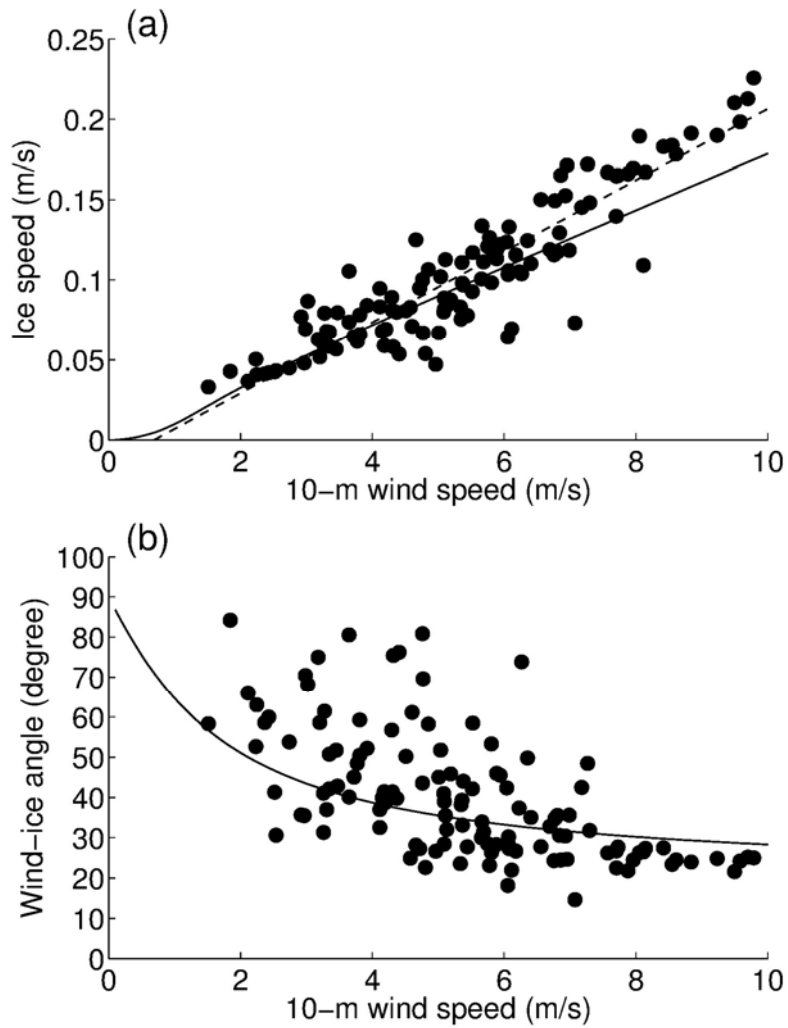 (a)
0.25
0.2
0.15
0.1
0.05
0
Ice speed (m/s)
0 2 4 6 8 10
10-m wind speed (m/s)
(b)
100
90
80
70
60
50
40
30
20
10
0
Wind-ice angle (degree)
0 2 4 6 8 10
10-m wind speed (m/s)